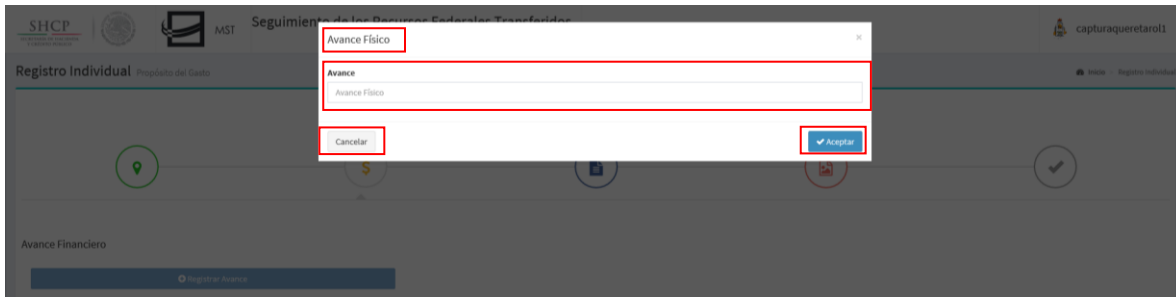 SHCP
MST
Seguimiento de los Recursos Federales Transferidos
capturaqueretarol1
Avance Físico
×
Registro Individual Propósito del Gasto
Inicio
Registro Individual
Avance
Avance Físico
Cancelar
Aceptar
$
Avance Financiero
Registrar Avance